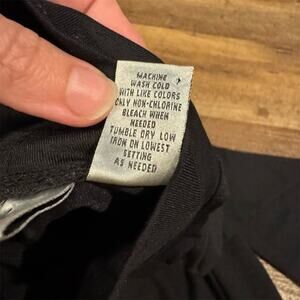 MACHINE
WASH COLD
WITH LIKE COLORS
ONLY NON-CHLORINE
BLEACH WHEN
NEEDED
TUMBLE DRY LOW
IRON ON LOWEST
SETTING
AS NEEDED